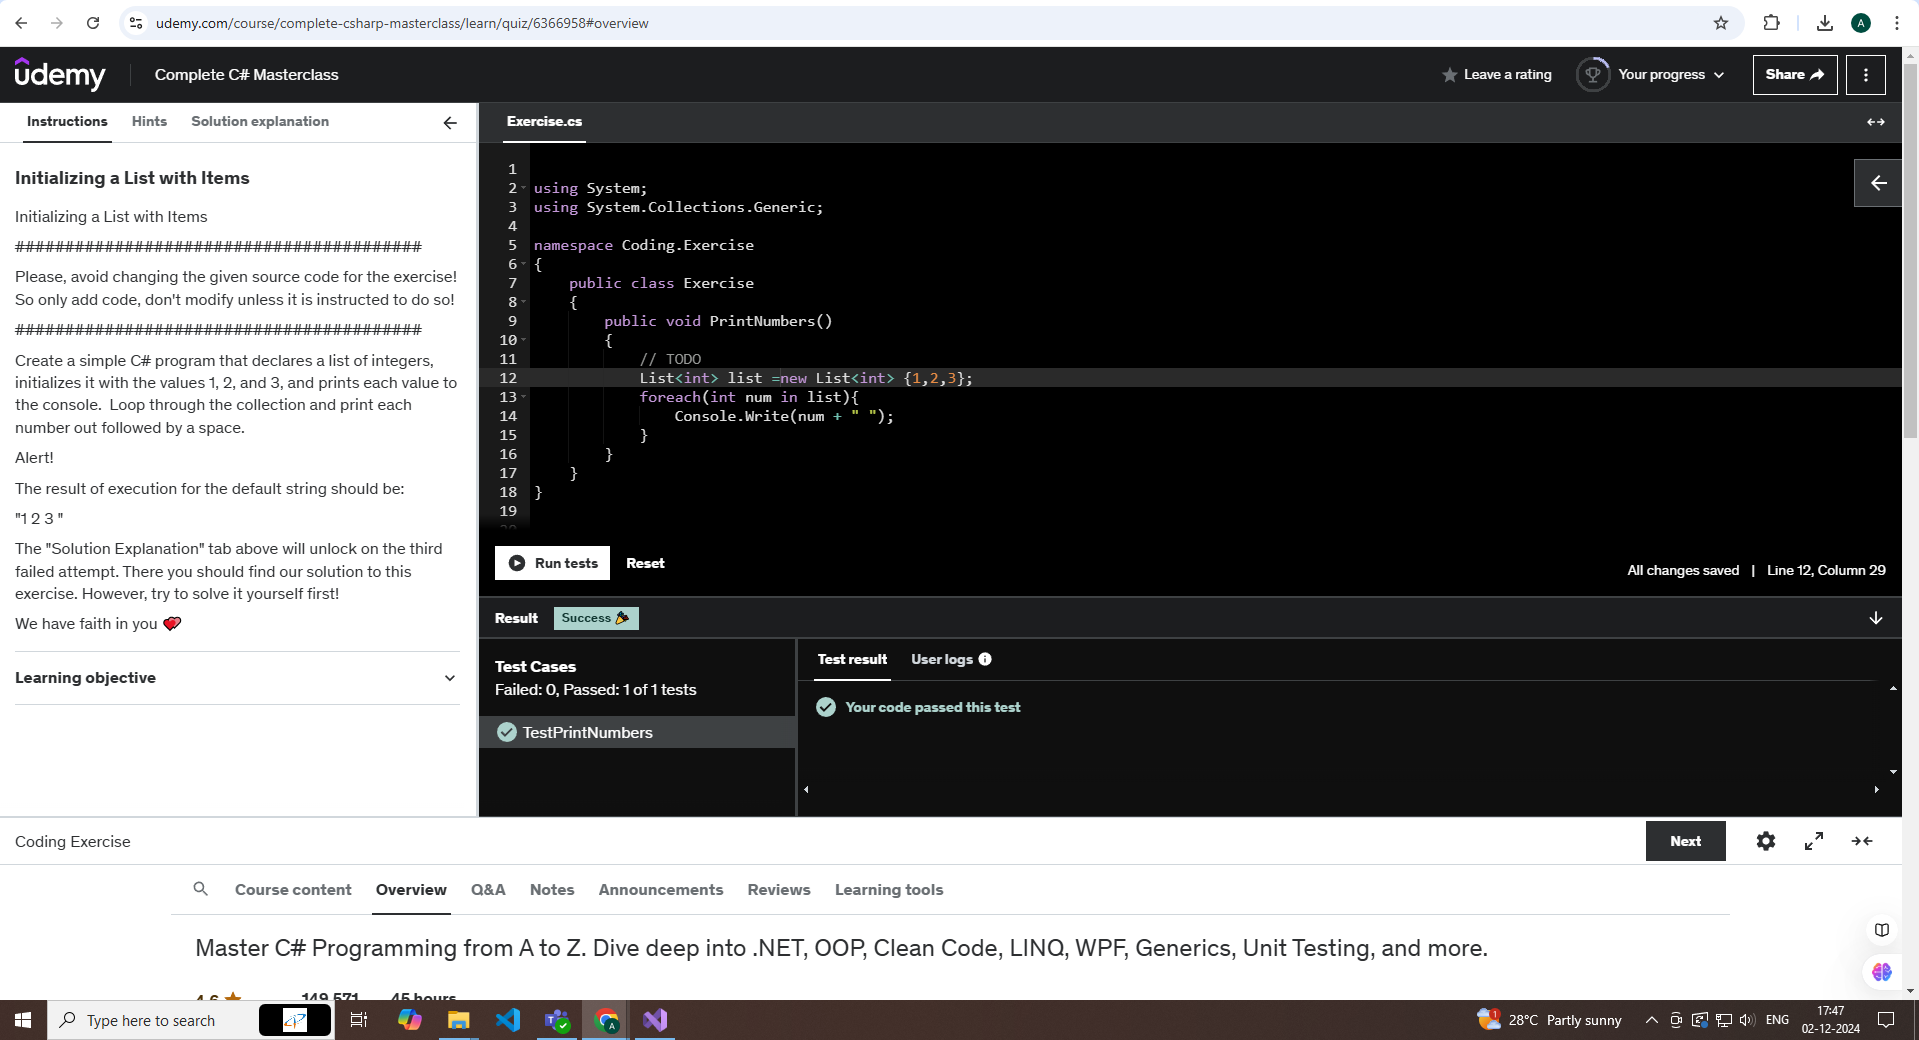 udemy.com/course/complete-csharp-masterclass/learn/quiz/6366958#overview
A
udemy
Complete C# Masterclass
Leave a rating
Your progress
Share
Instructions
Hints
Solution explanation
Initializing a List with Items
Initializing a List with Items
##########################################
Please, avoid changing the given source code for the exercise!
So only add code, don't modify unless it is instructed to do so!
##########################################
Create a simple C# program that declares a list of integers,
initializes it with the values 1, 2, and 3, and prints each value to
the console.  Loop through the collection and print each
number out followed by a space.
Alert!
The result of execution for the default string should be:
"1 2 3 "
The "Solution Explanation" tab above will unlock on the third
failed attempt. There you should find our solution to this
exercise. However, try to solve it yourself first!
We have faith in you 💖
Learning objective
Exercise.cs
1
2 using System;
3 using System.Collections.Generic;
4
5 namespace Coding.Exercise
6 {
7     public class Exercise
8     {
9         public void PrintNumbers()
10         {
11             // TODO
12             List<int> list =new List<int> {1,2,3};
13             foreach(int num in list){
14                 Console.Write(num + " ");
15             }
16         }
17     }
18 }
19
Run tests
Reset
All changes saved | Line 12, Column 29
Result
Success 🎉
Test Cases
Failed: 0, Passed: 1 of 1 tests
TestPrintNumbers
Test result
User logs
Your code passed this test
Coding Exercise
Next
Course content
Overview
Q&A
Notes
Announcements
Reviews
Learning tools
Master C# Programming from A to Z. Dive deep into .NET, OOP, Clean Code, LINQ, WPF, Generics, Unit Testing, and more.
4.6 ★
149,571
45 hours
Type here to search
A
1
28°C Partly sunny
ENG
17:47
02-12-2024